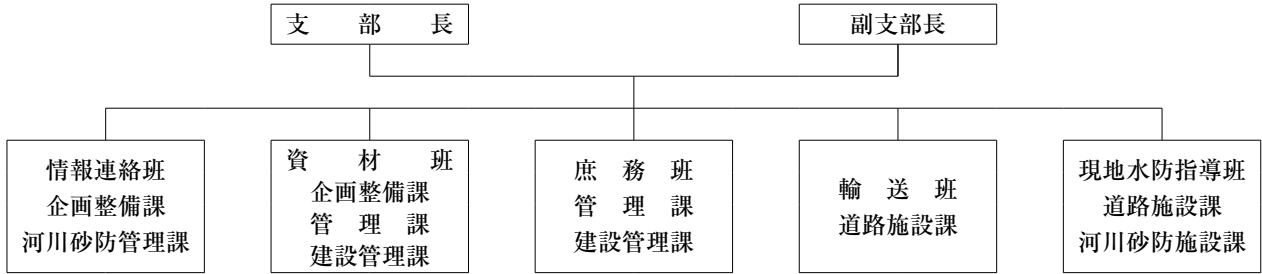 支　部　長
副支部長
情報連絡班
企画整備課
河川砂防管理課
資　材　班
企画整備課
管　理　課
建設管理課
庶　務　班
管　理　課
建設管理課
輸　送　班
道路施設課
現地水防指導班
道路施設課
河川砂防施設課